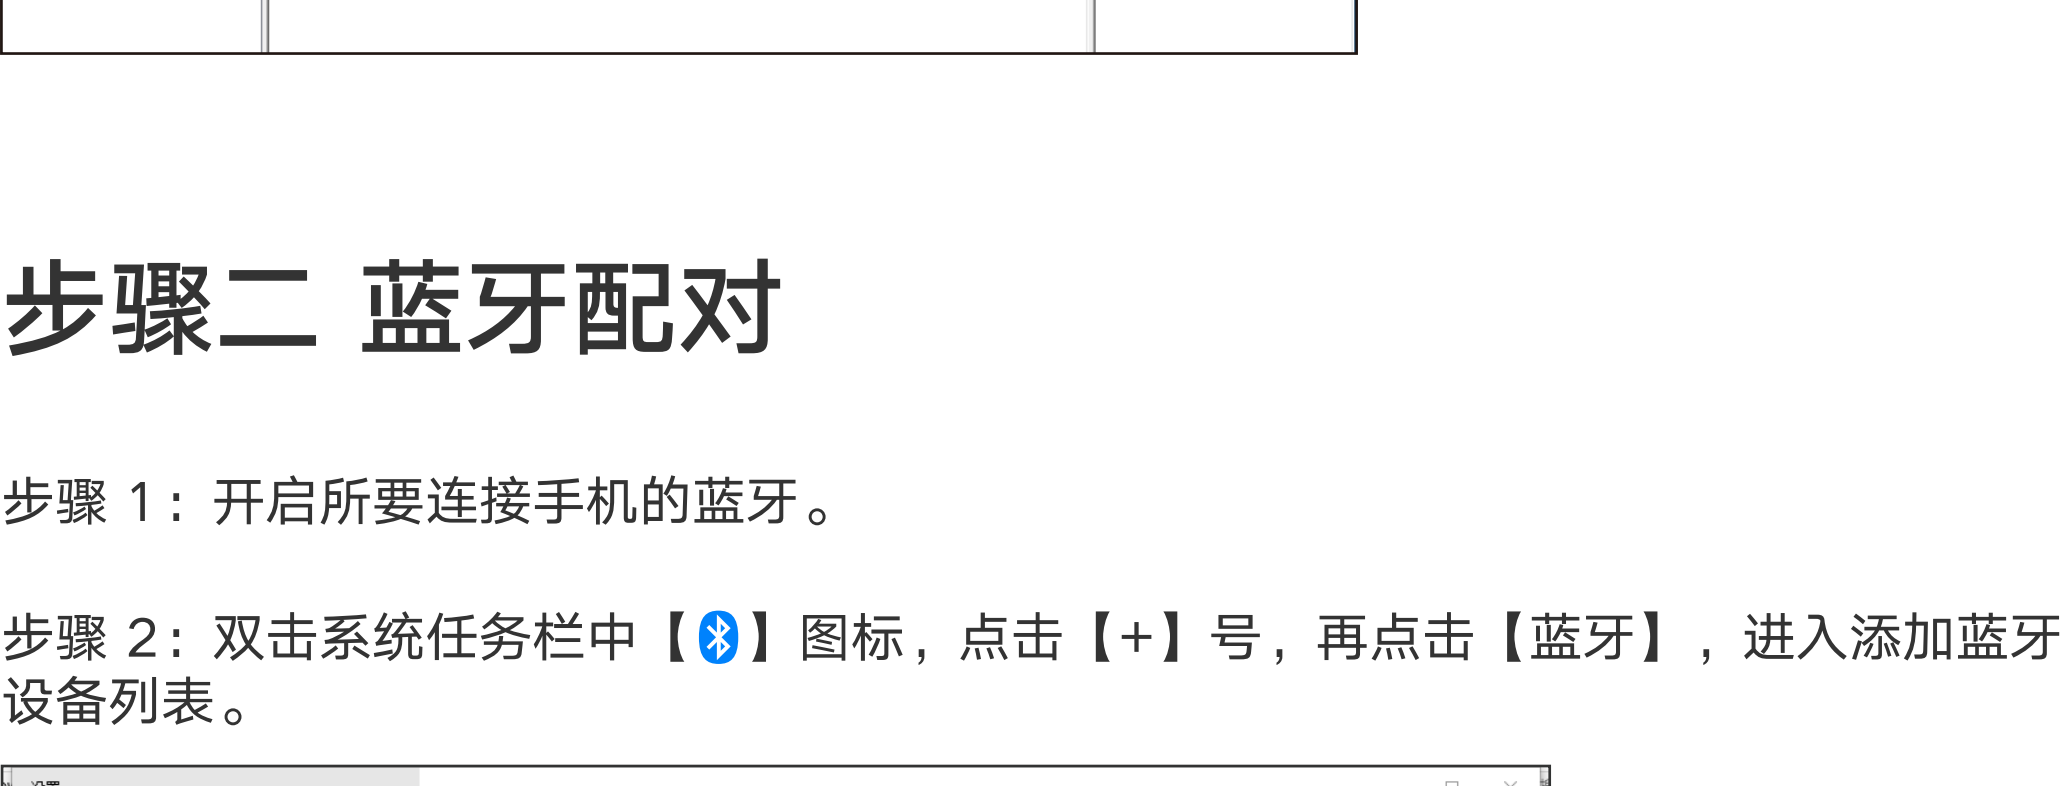 步骤二 蓝牙配对
步骤 1：开启所要连接手机的蓝牙。
步骤 2：双击系统任务栏中【】图标，点击【+】号，再点击【蓝牙】，进入添加蓝牙
设备列表。